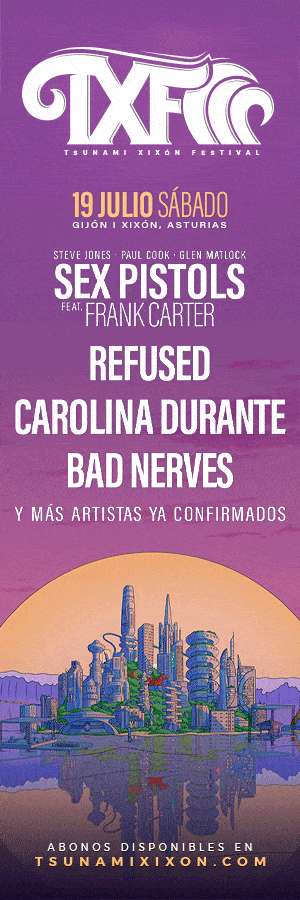 TXF
TSUNAMI XIXÓN FESTIVAL
19 JULIO SÁBADO
GIJÓN | XIXÓN, ASTURIAS
STEVE JONES · PAUL COOK · GLEN MATLOCK
SEX PISTOLS
FEAT. FRANK CARTER
REFUSED
CAROLINA DURANTE
BAD NERVES
Y MÁS ARTISTAS YA CONFIRMADOS
ABONOS DISPONIBLES EN
TSUNAMIXIXON.COM